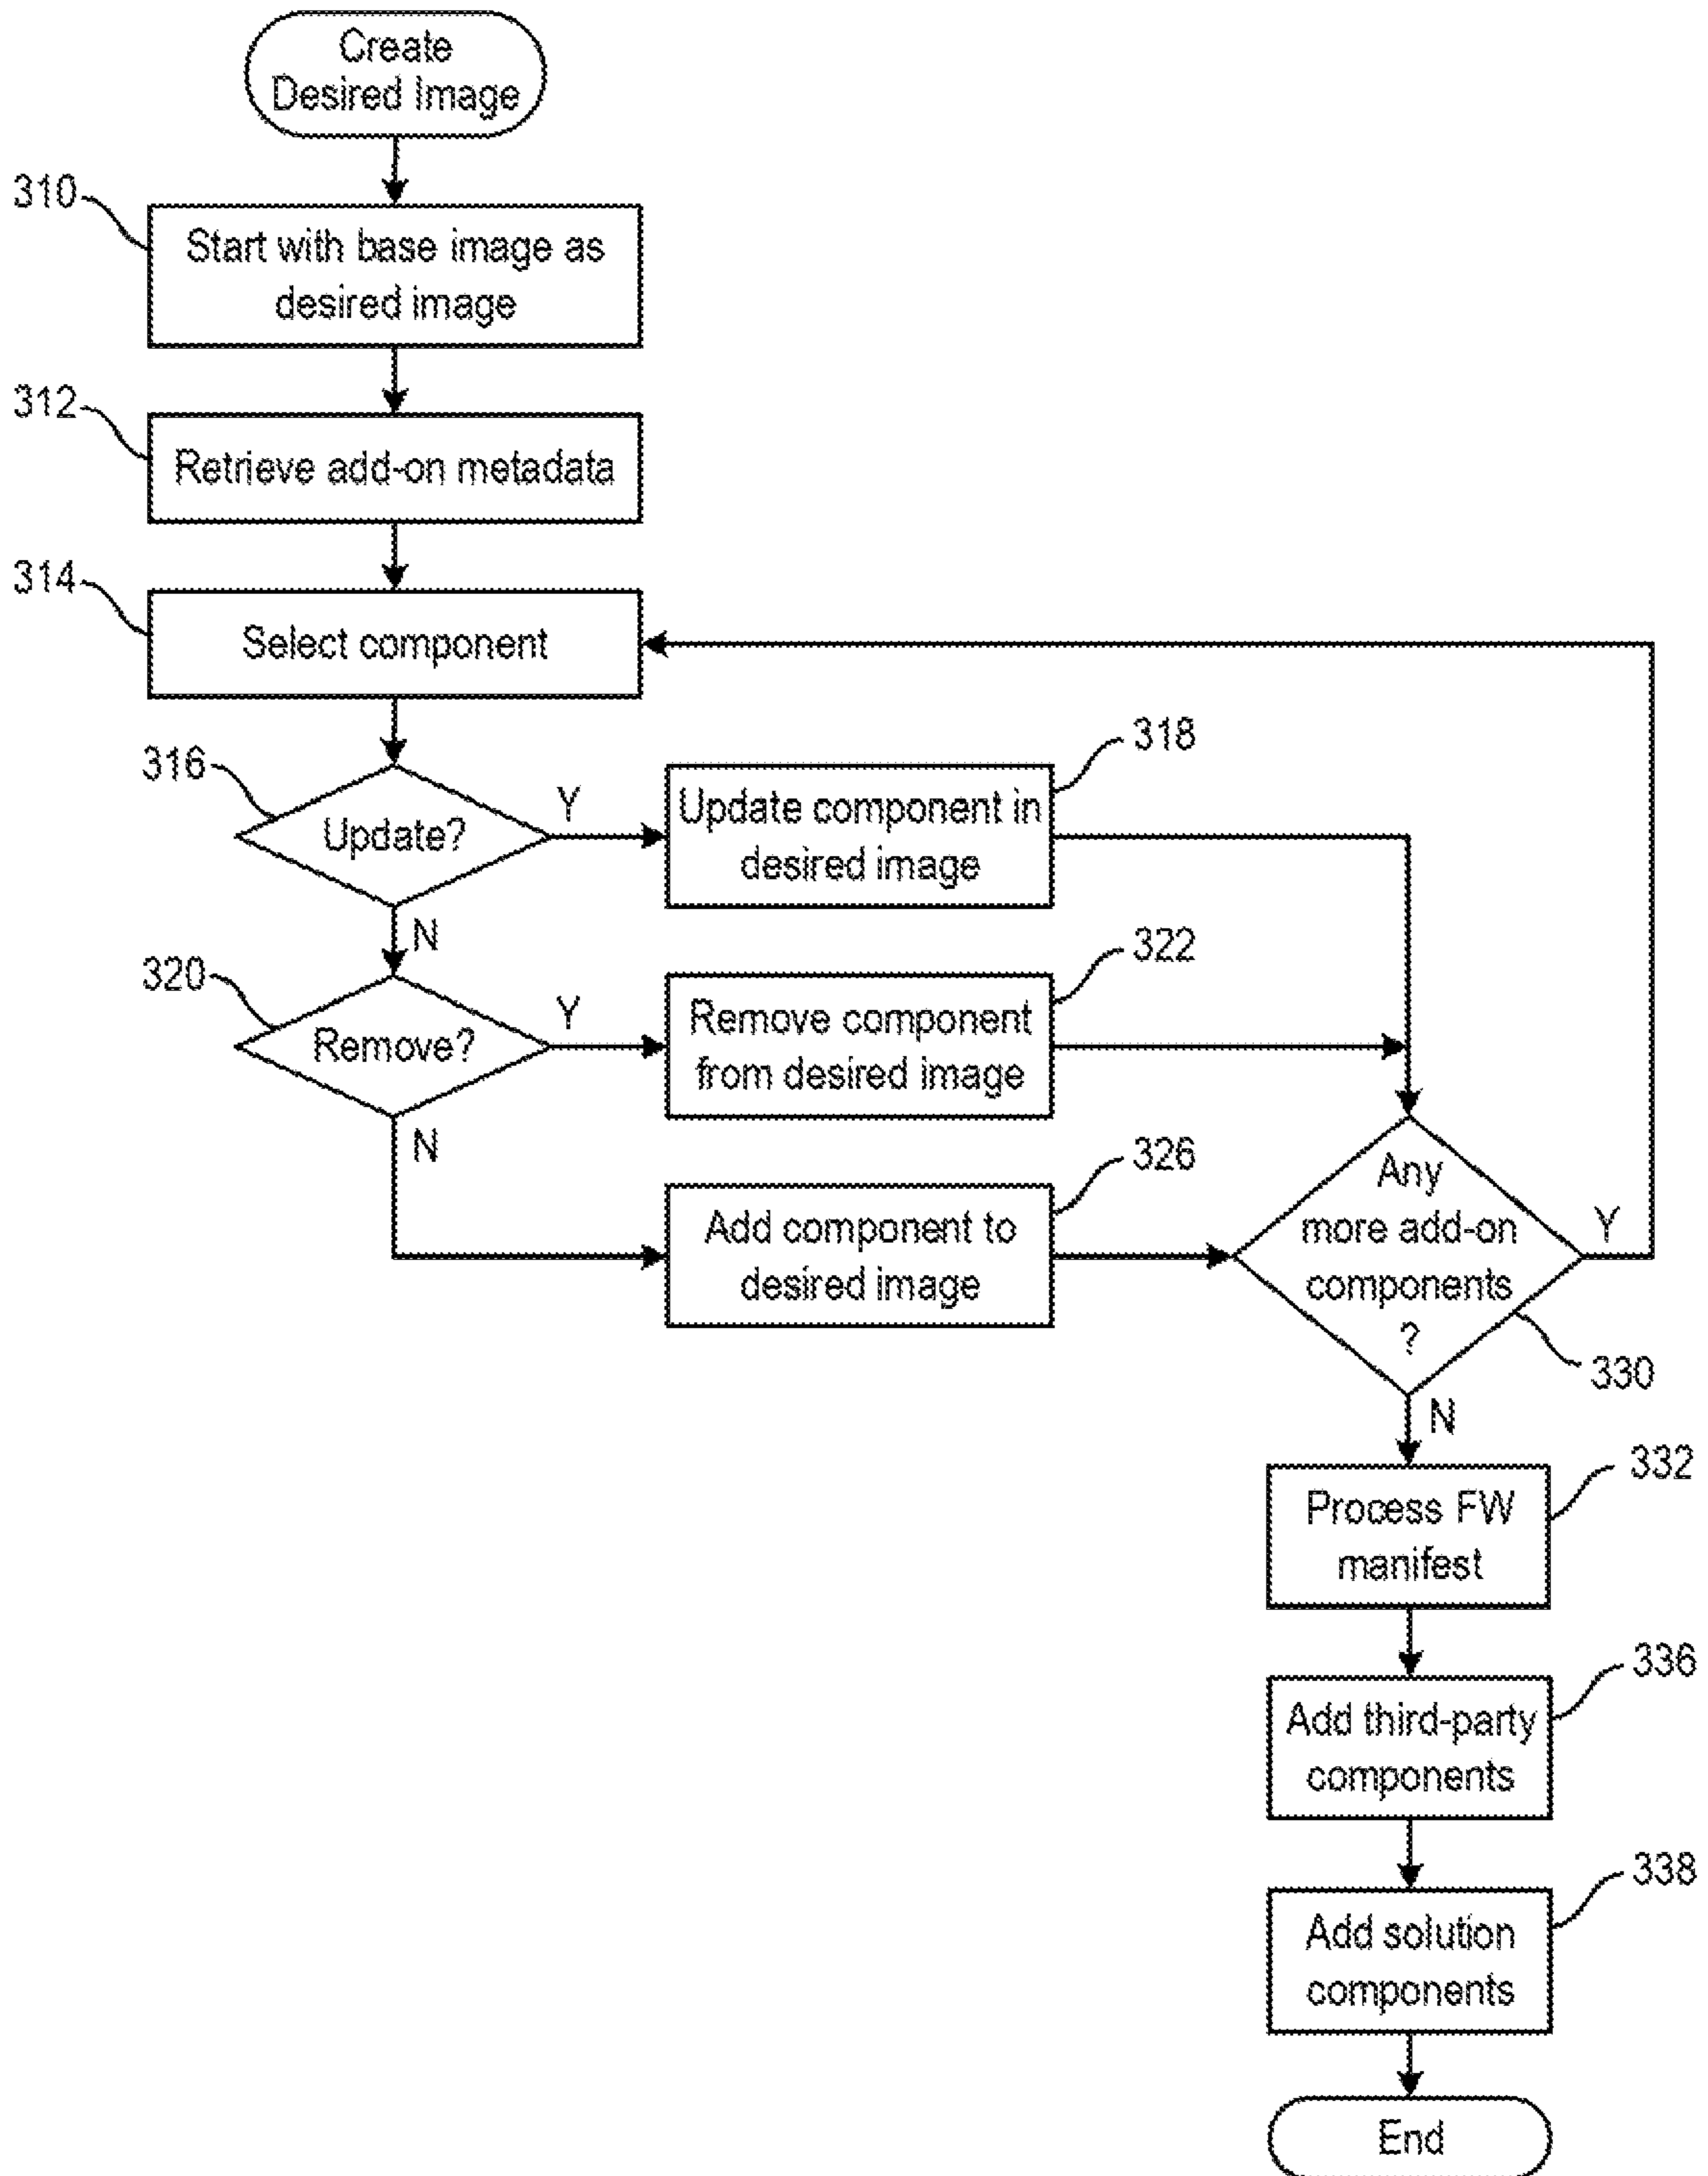 Create
Desired Image
310
Start with base image as
desired image
312
Retrieve add-on metadata
314
Select component
316
Update?
Y
N
318
Update component in
desired image
320
Remove?
Y
N
322
Remove component
from desired image
326
Add component to
desired image
Any
more add-on
components
?
Y
330
N
332
Process FW
manifest
336
Add third-party
components
338
Add solution
components
End